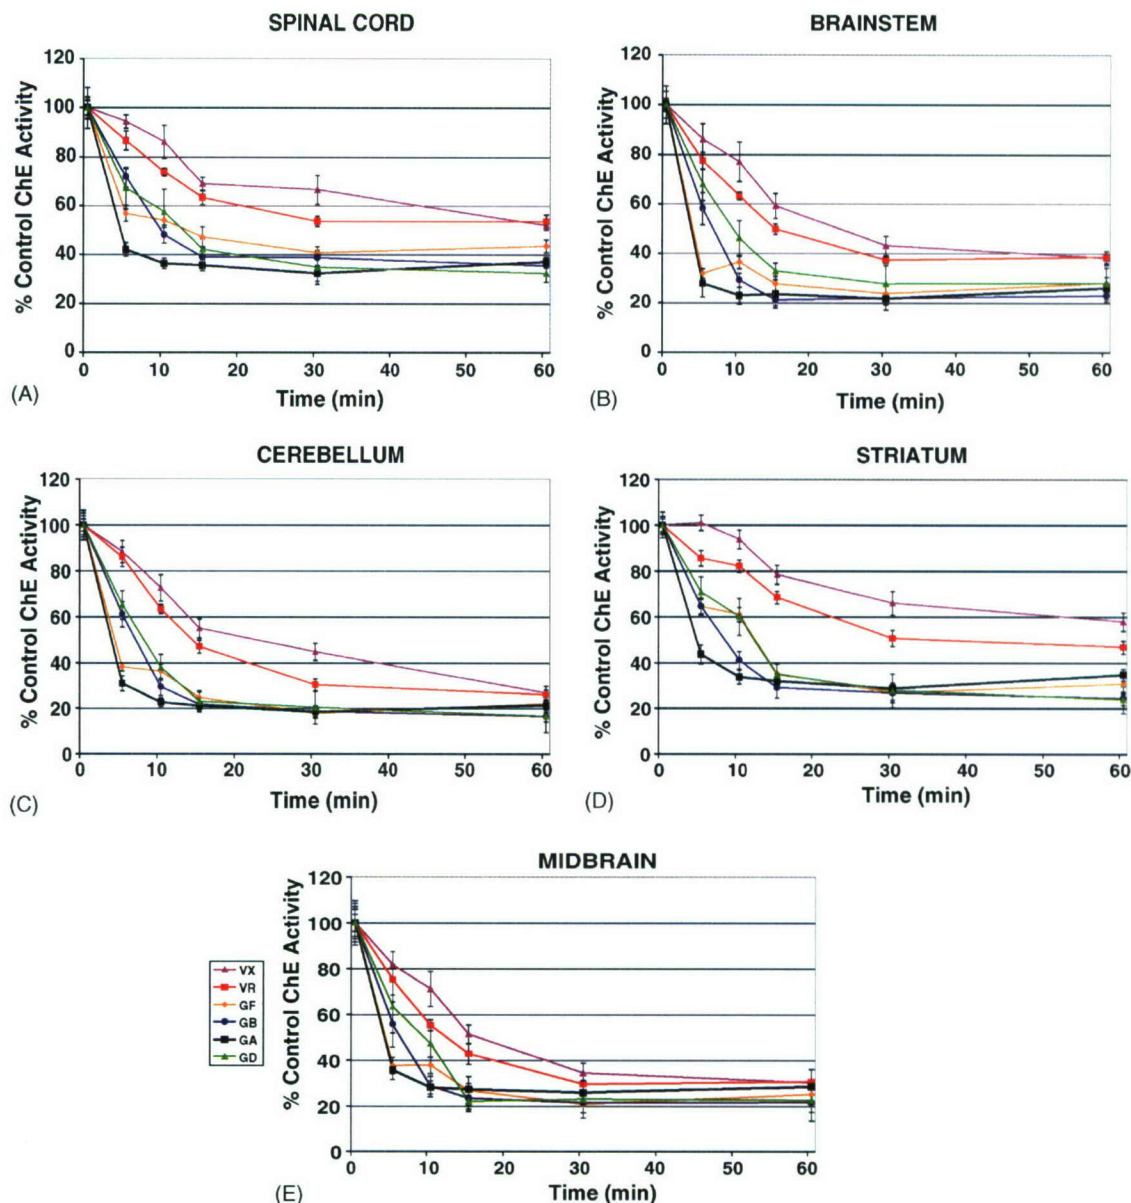 SPINAL CORD
% Control ChE Activity
120
100
80
60
40
20
0
0 10 20 30 40 50 60
Time (min)
(A)
BRAINSTEM
% Control ChE Activity
120
100
80
60
40
20
0
0 10 20 30 40 50 60
Time (min)
(B)
CEREBELLUM
% Control ChE Activity
120
100
80
60
40
20
0
0 10 20 30 40 50 60
Time (min)
(C)
STRIATUM
% Control ChE Activity
120
100
80
60
40
20
0
0 10 20 30 40 50 60
Time (min)
(D)
MIDBRAIN
% Control ChE Activity
120
100
80
60
40
20
0
0 10 20 30 40 50 60
Time (min)
(E)
VX
VR
GF
GB
GA
GD